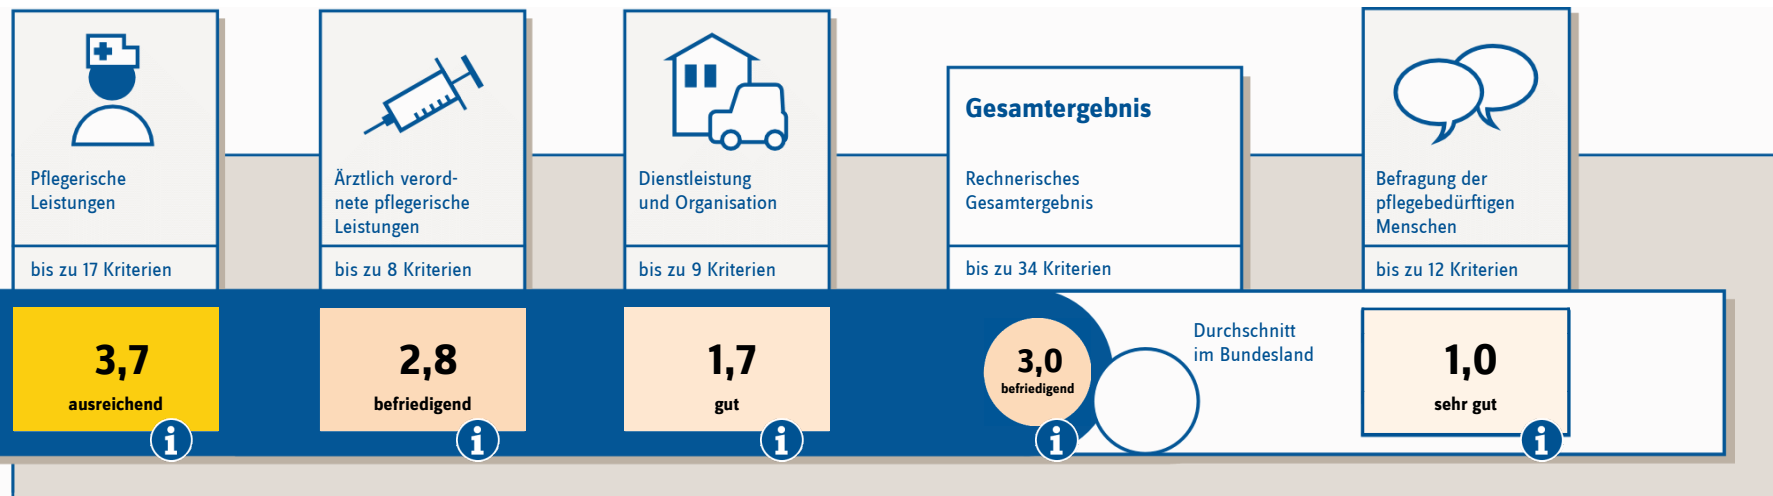 Pflegerische
Leistungen
bis zu 17 Kriterien
3,7
ausreichend
i
Ärztlich verord-
nete pflegerische
Leistungen
bis zu 8 Kriterien
2,8
befriedigend
i
Dienstleistung
und Organisation
bis zu 9 Kriterien
1,7
gut
i
Gesamtergebnis
Rechnerisches
Gesamtergebnis
bis zu 34 Kriterien
3,0
befriedigend
i
Durchschnitt
im Bundesland
Befragung der
pflegebedürftigen
Menschen
bis zu 12 Kriterien
1,0
sehr gut
i